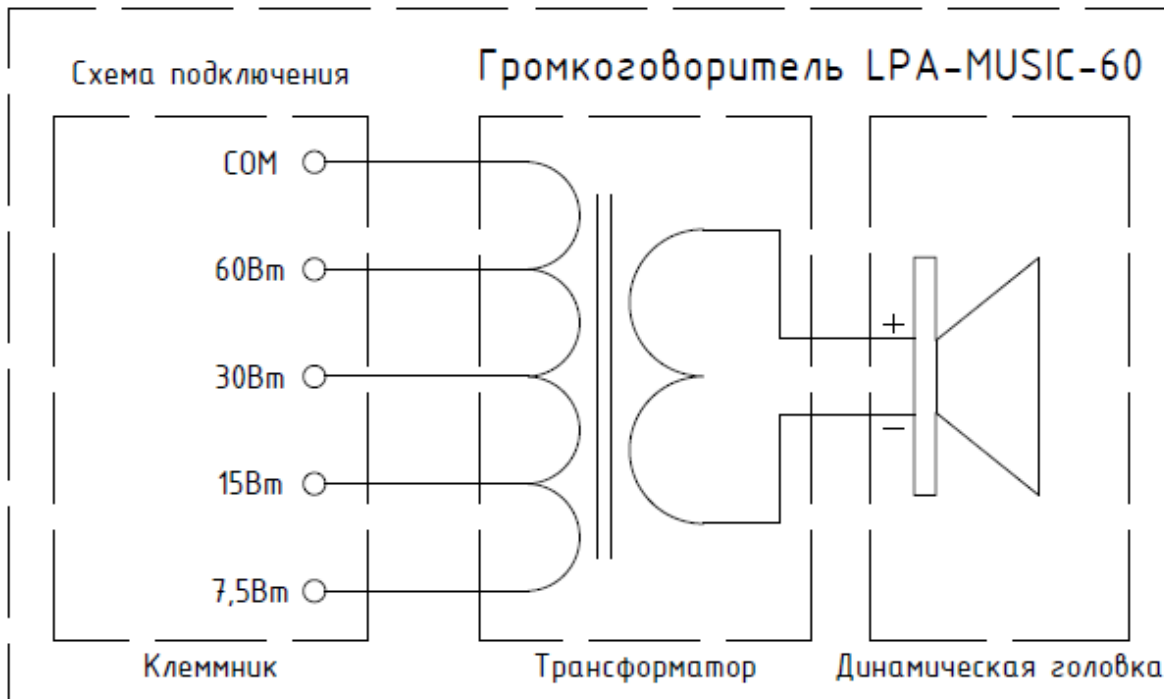 Громкоговоритель LPA-MUSIC-60
Схема подключения
COM
60Вт
30Вт
15Вт
7,5Вт
+
−
Клеммник
Трансформатор
Динамическая головка